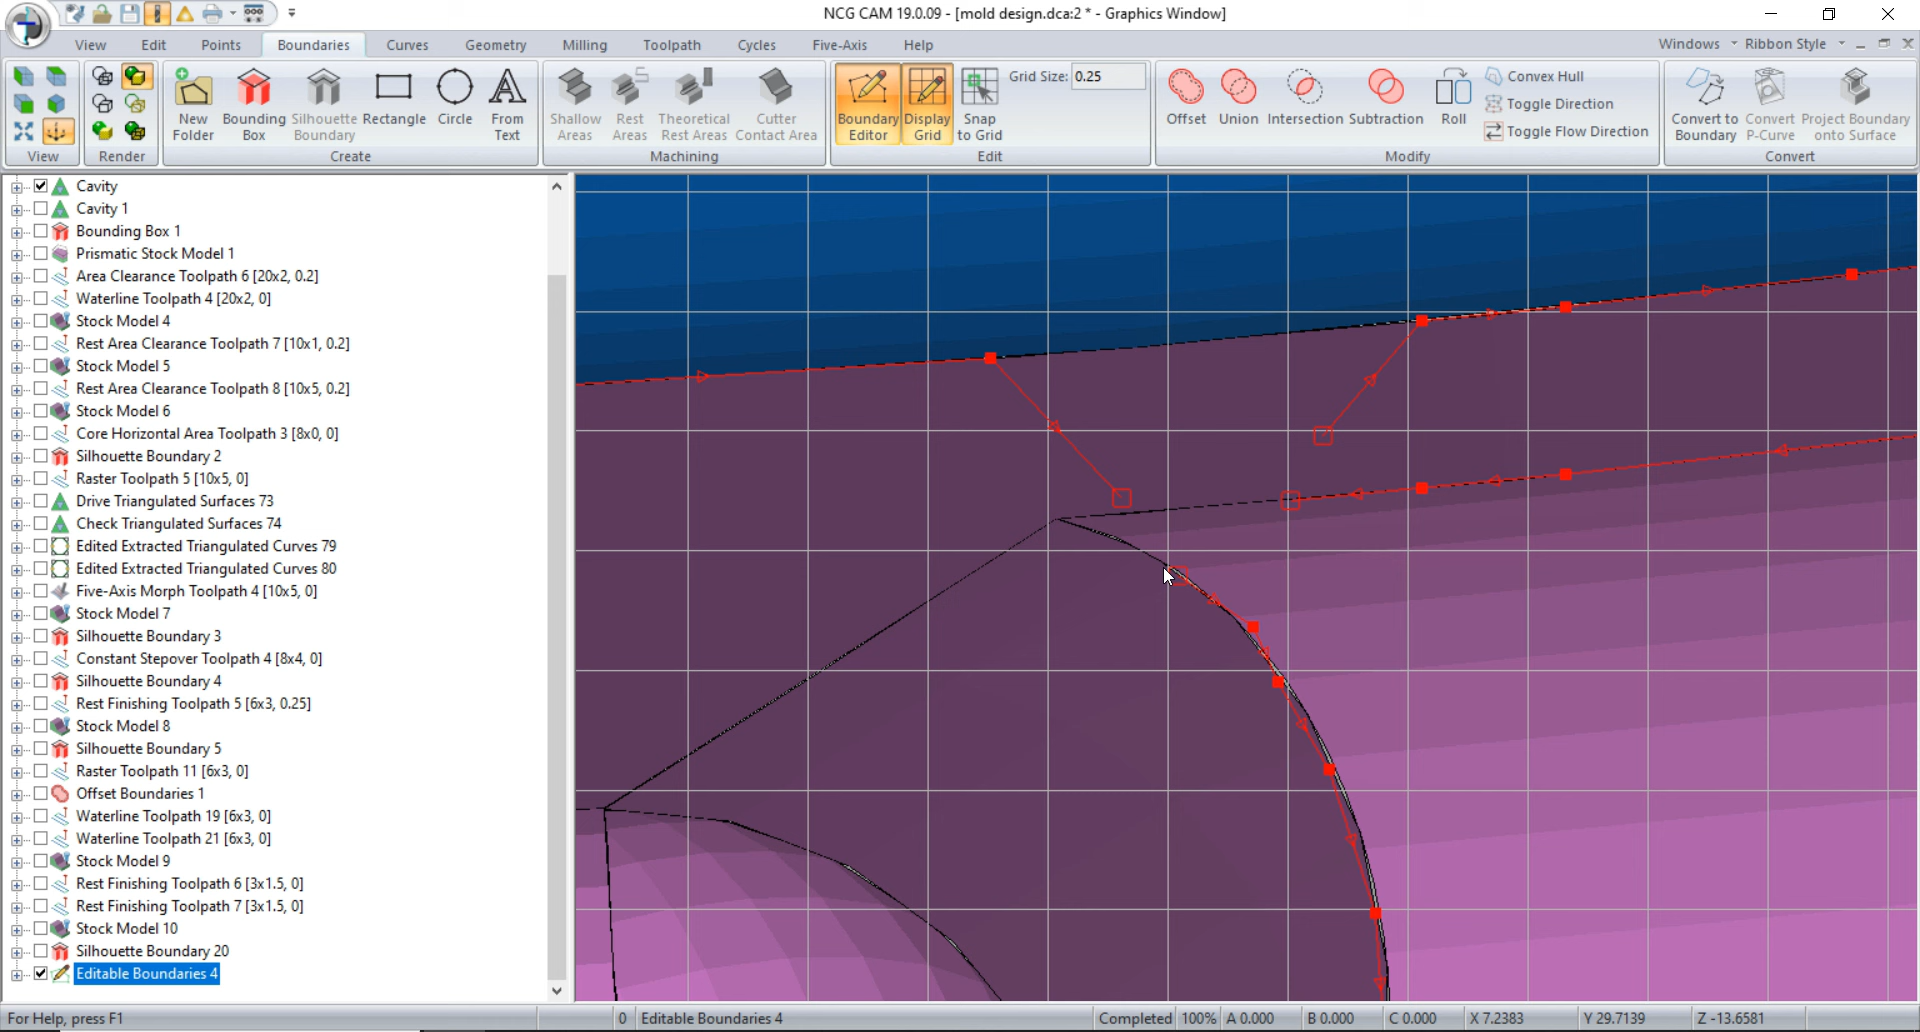 NCG CAM 19.0.09 - [mold design.dca:2 * - Graphics Window]
View Edit Points Boundaries Curves Geometry Milling Toolpath Cycles Five-Axis Help Windows Ribbon Style
New Folder
Bounding Box
Silhouette Boundary
Rectangle
Circle
From Text
Shallow Areas
Rest Areas
Theoretical Rest Areas
Cutter Contact Area
Boundary Editor
Display Grid
Snap to Grid
Grid Size: 0.25
Offset
Union
Intersection
Subtraction
Roll
Convex Hull
Toggle Direction
Toggle Flow Direction
Convert to Boundary
Convert P-Curve
Project Boundary onto Surface
View Render Create Machining Edit Modify Convert
Cavity
Cavity 1
Bounding Box 1
Prismatic Stock Model 1
Area Clearance Toolpath 6 [20x2, 0.2]
Waterline Toolpath 4 [20x2, 0]
Stock Model 4
Rest Area Clearance Toolpath 7 [10x1, 0.2]
Stock Model 5
Rest Area Clearance Toolpath 8 [10x5, 0.2]
Stock Model 6
Core Horizontal Area Toolpath 3 [8x0, 0]
Silhouette Boundary 2
Raster Toolpath 5 [10x5, 0]
Drive Triangulated Surfaces 73
Check Triangulated Surfaces 74
Edited Extracted Triangulated Curves 79
Edited Extracted Triangulated Curves 80
Five-Axis Morph Toolpath 4 [10x5, 0]
Stock Model 7
Silhouette Boundary 3
Constant Stepover Toolpath 4 [8x4, 0]
Silhouette Boundary 4
Rest Finishing Toolpath 5 [6x3, 0.25]
Stock Model 8
Silhouette Boundary 5
Raster Toolpath 11 [6x3, 0]
Offset Boundaries 1
Waterline Toolpath 19 [6x3, 0]
Waterline Toolpath 21 [6x3, 0]
Stock Model 9
Rest Finishing Toolpath 6 [3x1.5, 0]
Rest Finishing Toolpath 7 [3x1.5, 0]
Stock Model 10
Silhouette Boundary 20
Editable Boundaries 4
For Help, press F1 0 Editable Boundaries 4 Completed 100% A 0.000 B 0.000 C 0.000 X 7.2383 Y 29.7139 Z -13.6581